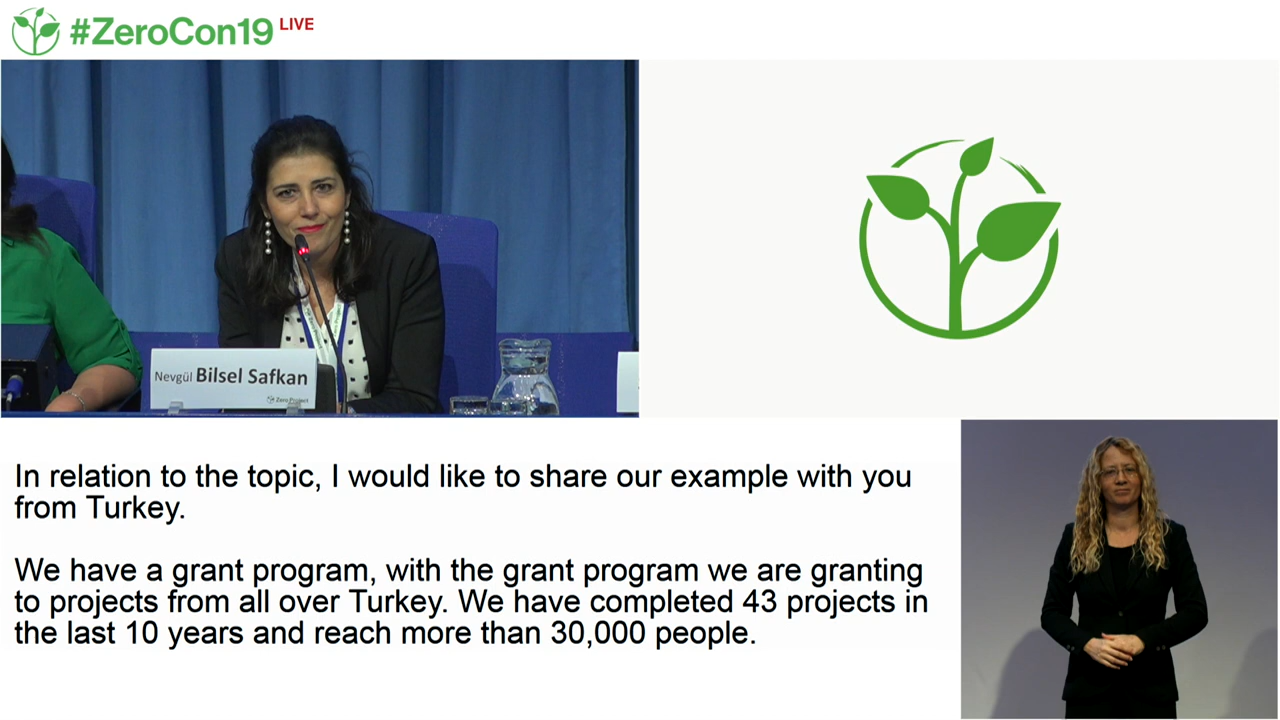 #ZeroCon19 LIVE
Nevgül Bilsel Safkan
Zero Project
In relation to the topic, I would like to share our example with you
from Turkey.
We have a grant program, with the grant program we are granting
to projects from all over Turkey. We have completed 43 projects in
the last 10 years and reach more than 30,000 people.